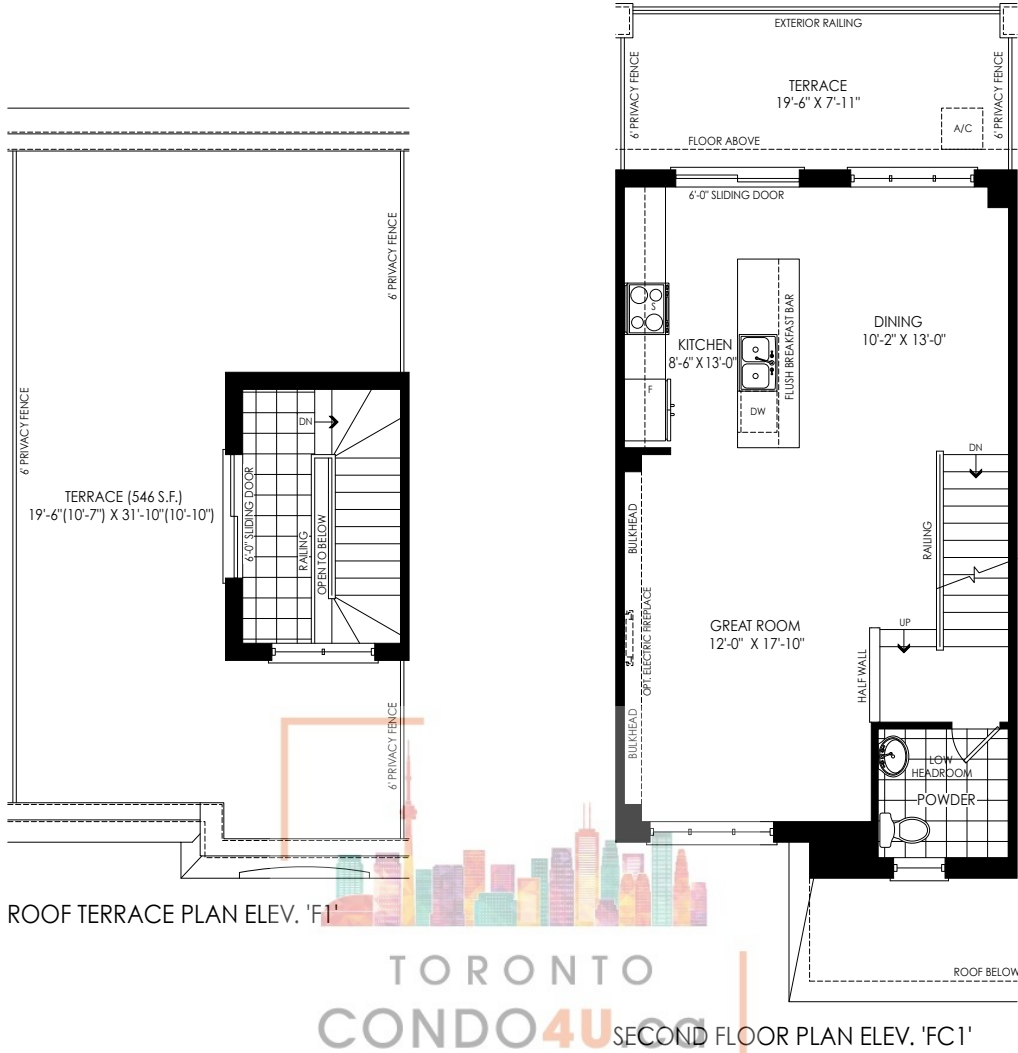 6' PRIVACY FENCE
6' PRIVACY FENCE
DN
6'-0" SLIDING DOOR
RAILING
OPEN TO BELOW
TERRACE (546 S.F.)
19'-6"(10'-7") X 31'-10"(10'-10")
6' PRIVACY FENCE
ROOF TERRACE PLAN ELEV. 'F1'
EXTERIOR RAILING
6' PRIVACY FENCE
TERRACE
19'-6" X 7'-11"
6' PRIVACY FENCE
A/C
FLOOR ABOVE
6'-0" SLIDING DOOR
S
KITCHEN
8'-6" X 13'-0"
F
DW
FLUSH BREAKFAST BAR
DINING
10'-2" X 13'-0"
DN
RAILING
BULKHEAD
OPT. ELECTRIC FIREPLACE
GREAT ROOM
12'-0" X 17'-10"
UP
HALF WALL
BULKHEAD
LOW
HEADROOM
POWDER
ROOF BELOW
TORONTO
CONDO4U.ca
SECOND FLOOR PLAN ELEV. 'FC1'